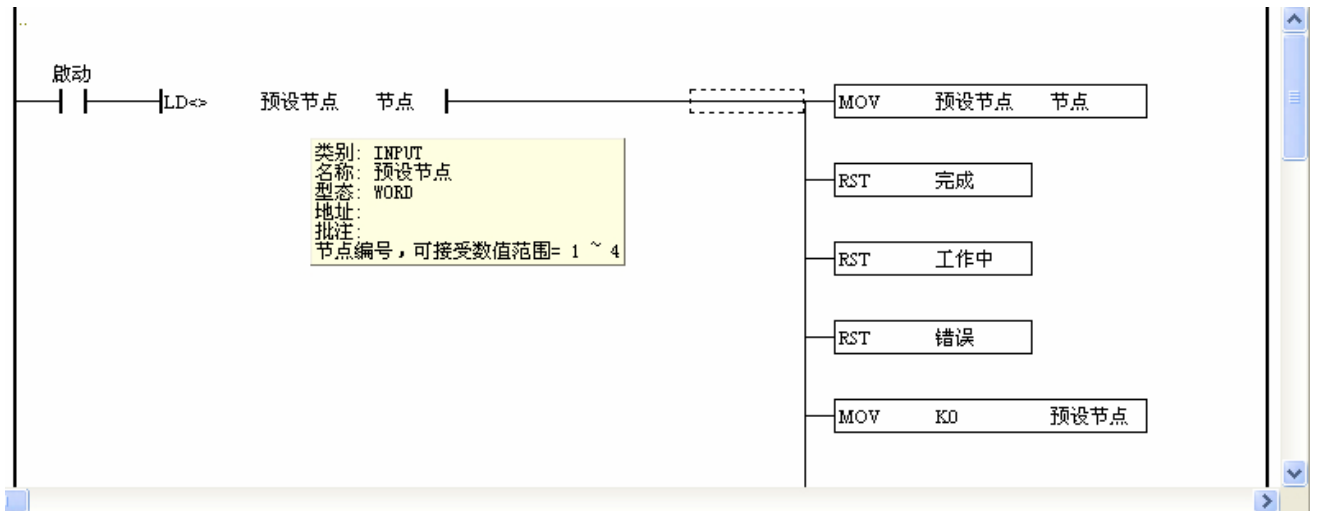 ..
啟动
LD<> 预设节点 节点
MOV 预设节点 节点
类别: INPUT
名称: 预设节点
型态: WORD
地址:
批注:
节点编号，可接受数值范围= 1 ~ 4
RST 完成
RST 工作中
RST 错误
MOV K0 预设节点